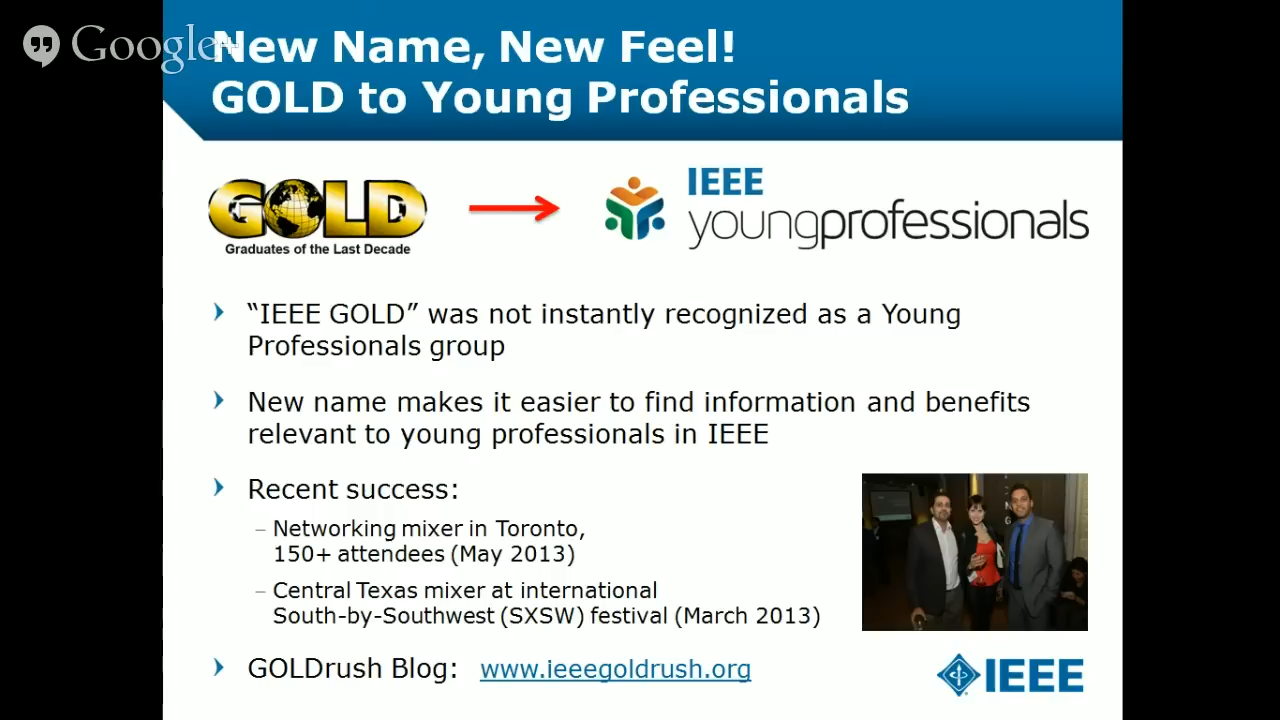 Google+
New Name, New Feel!
GOLD to Young Professionals
GOLD
Graduates of the Last Decade
IEEE
youngprofessionals
“IEEE GOLD” was not instantly recognized as a Young
Professionals group
New name makes it easier to find information and benefits
relevant to young professionals in IEEE
Recent success:
– Networking mixer in Toronto,
150+ attendees (May 2013)
– Central Texas mixer at international
South-by-Southwest (SXSW) festival (March 2013)
GOLDrush Blog: www.ieeegoldrush.org
IEEE